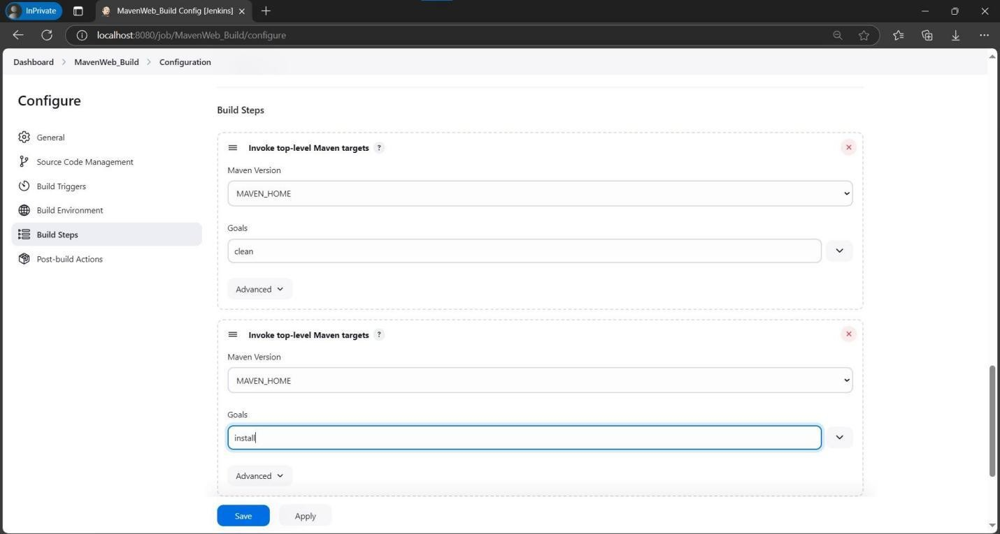 InPrivate
MavenWeb_Build Config [Jenkins]
localhost:8080/job/MavenWeb_Build/configure
Dashboard > MavenWeb_Build > Configuration
Configure
General
Source Code Management
Build Triggers
Build Environment
Build Steps
Post-build Actions
Build Steps
Invoke top-level Maven targets ?
Maven Version
MAVEN_HOME
Goals
clean
Advanced
Invoke top-level Maven targets ?
Maven Version
MAVEN_HOME
Goals
install
Advanced
Save
Apply